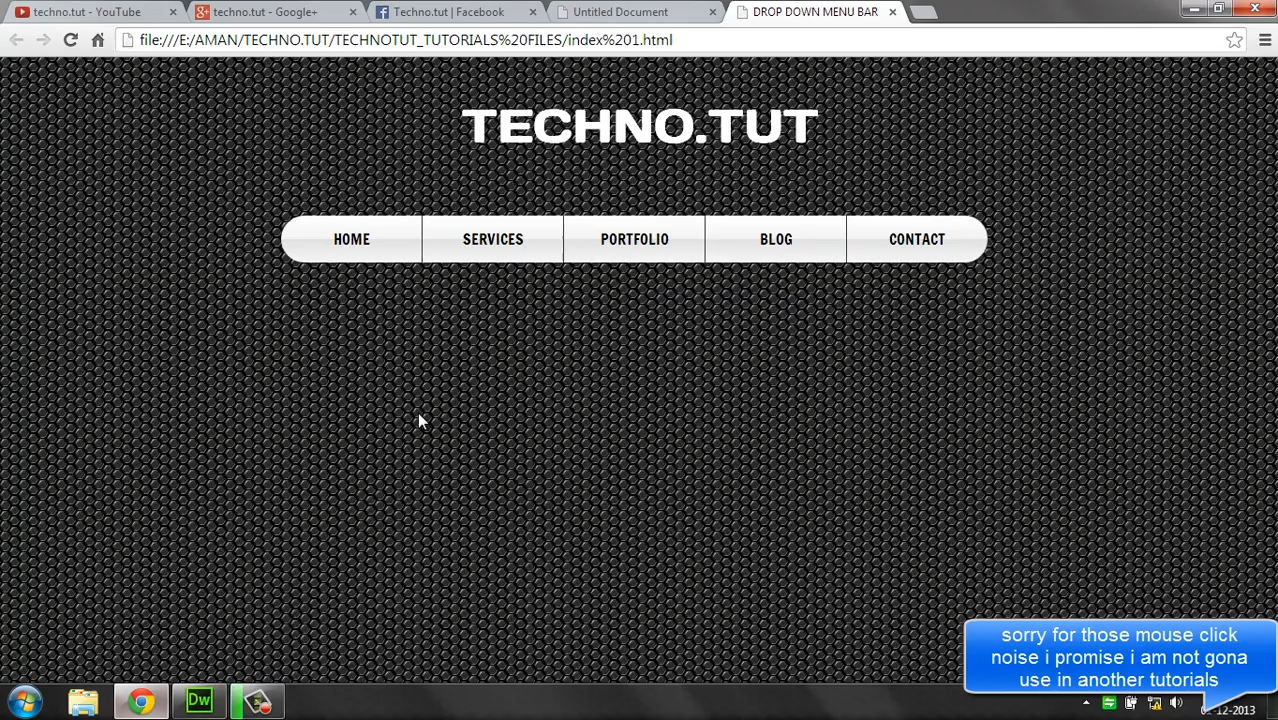 techno.tut - YouTube
techno.tut - Google+
Techno.tut | Facebook
Untitled Document
DROP DOWN MENU BAR
file:///E:/AMAN/TECHNO.TUT/TECHNOTUT_TUTORIALS%20FILES/index%201.html
TECHNO.TUT
HOME
SERVICES
PORTFOLIO
BLOG
CONTACT
sorry for those mouse click
noise i promise i am not gona
use in another tutorials
Dw
-12-2013